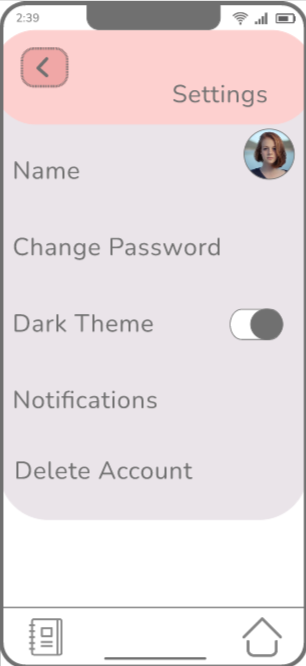 2:39
Settings
Name
Change Password
Dark Theme
Notifications
Delete Account